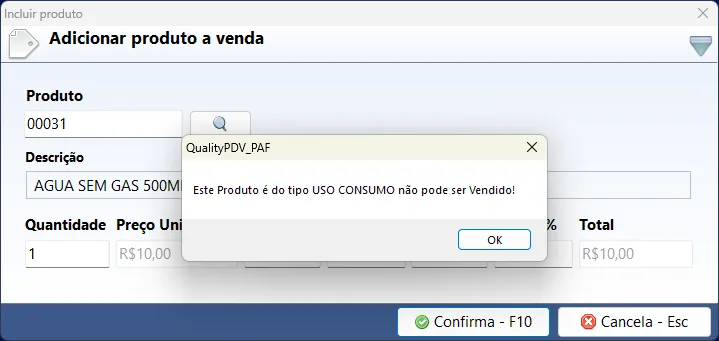 Incluir produto
Adicionar produto a venda
Produto
00031
QualityPDV_PAF
Descrição
AGUA SEM GAS 500M
Este Produto é do tipo USO CONSUMO não pode ser Vendido!
Quantidade Preço Uni % Total
1 R$10,00 R$10,00
OK
Confirma - F10 Cancela - Esc